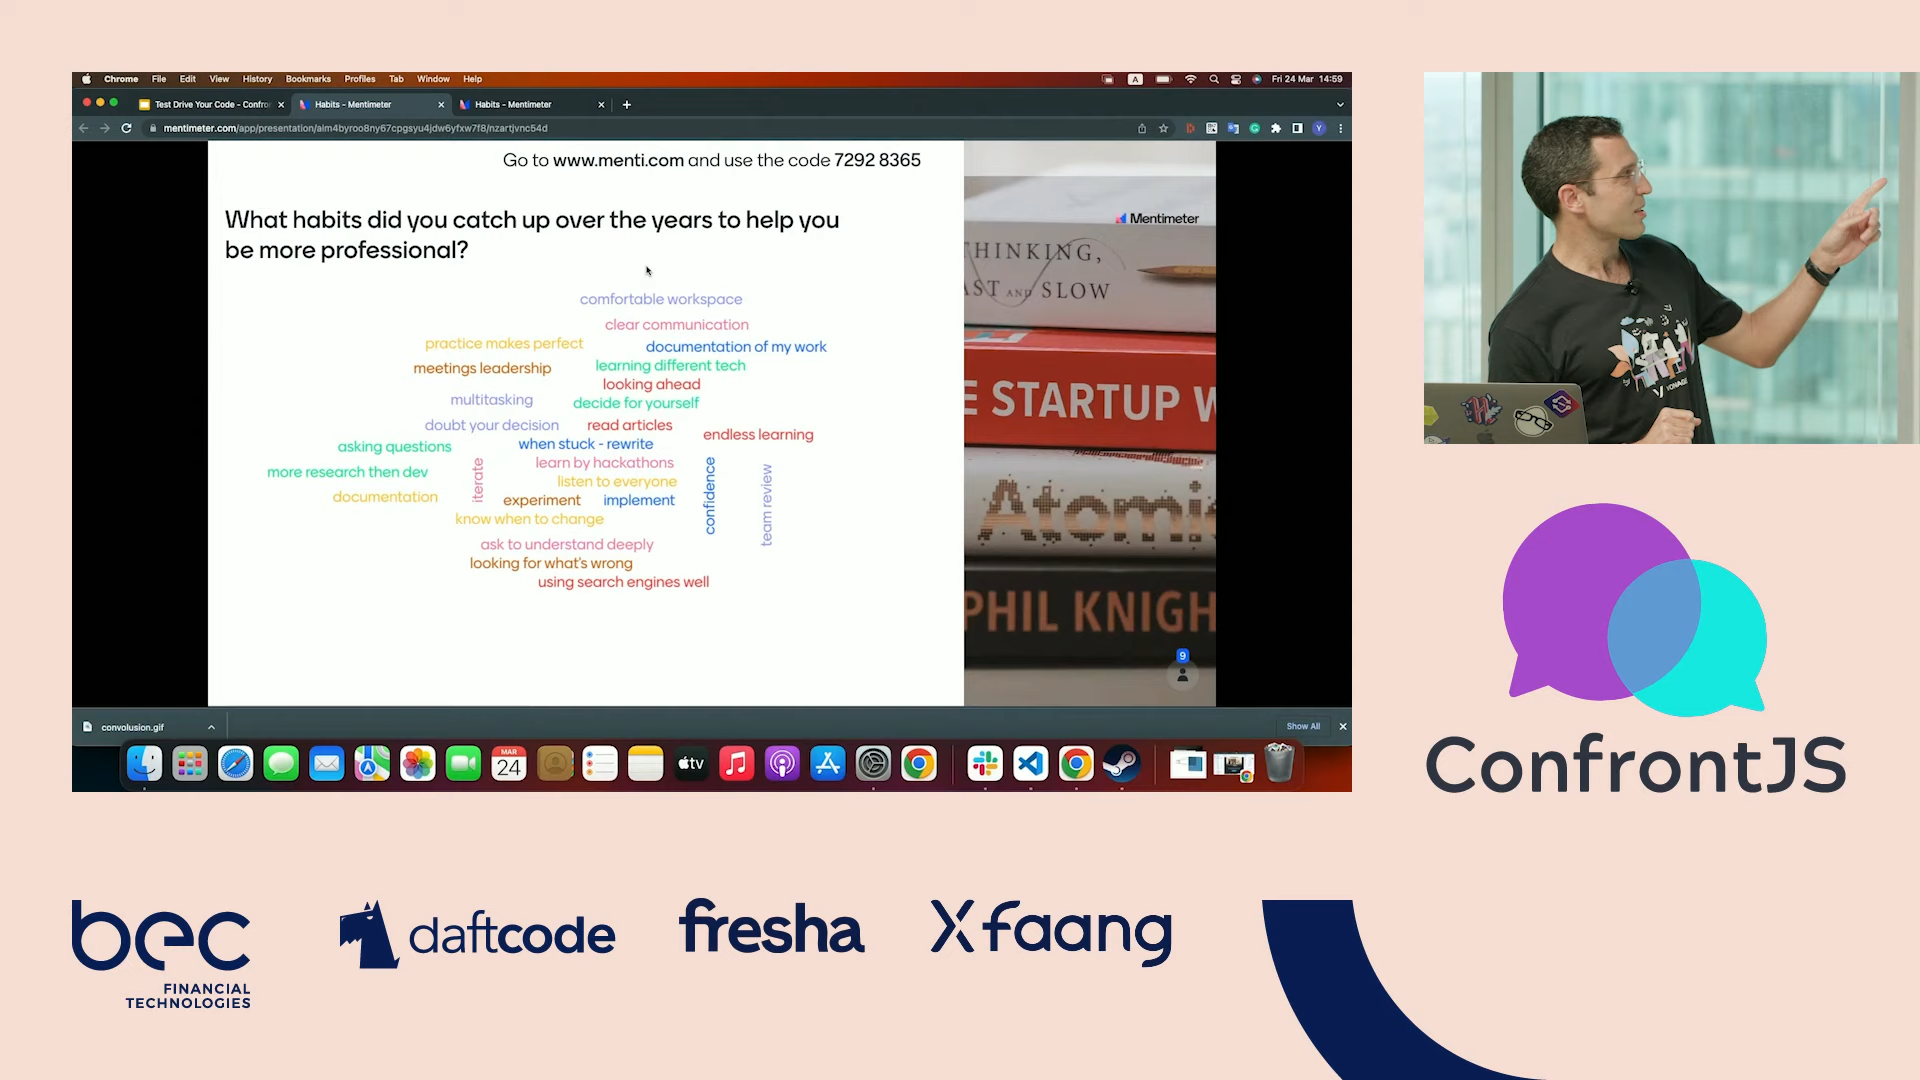 Chrome File Edit View History Bookmarks Profiles Tab Window Help
A Fri 24 Mar 14:59
Test Drive Your Code - Confro
Habits - Mentimeter
Habits - Mentimeter
mentimeter.com/app/presentation/alm4byroo8ny67cpgsyu4jdw6yfxw7f8/nzartjvnc54d
Y
Go to www.menti.com and use the code 7292 8365
What habits did you catch up over the years to help you
be more professional?
comfortable workspace
clear communication
practice makes perfect
documentation of my work
meetings leadership
learning different tech
looking ahead
multitasking
decide for yourself
doubt your decision
read articles
endless learning
asking questions
when stuck - rewrite
learn by hackathons
more research then dev
iterate
confidence
team review
listen to everyone
documentation
experiment
implement
know when to change
ask to understand deeply
looking for what's wrong
using search engines well
Mentimeter
THINKING,
AST AND SLOW
E STARTUP W
Atomi
PHIL KNIGH
9
convolusion.gif
Show All
MAR
24
tv
VONAGE
ConfrontJS
bec
FINANCIAL
TECHNOLOGIES
daftcode
fresha
Xfaang